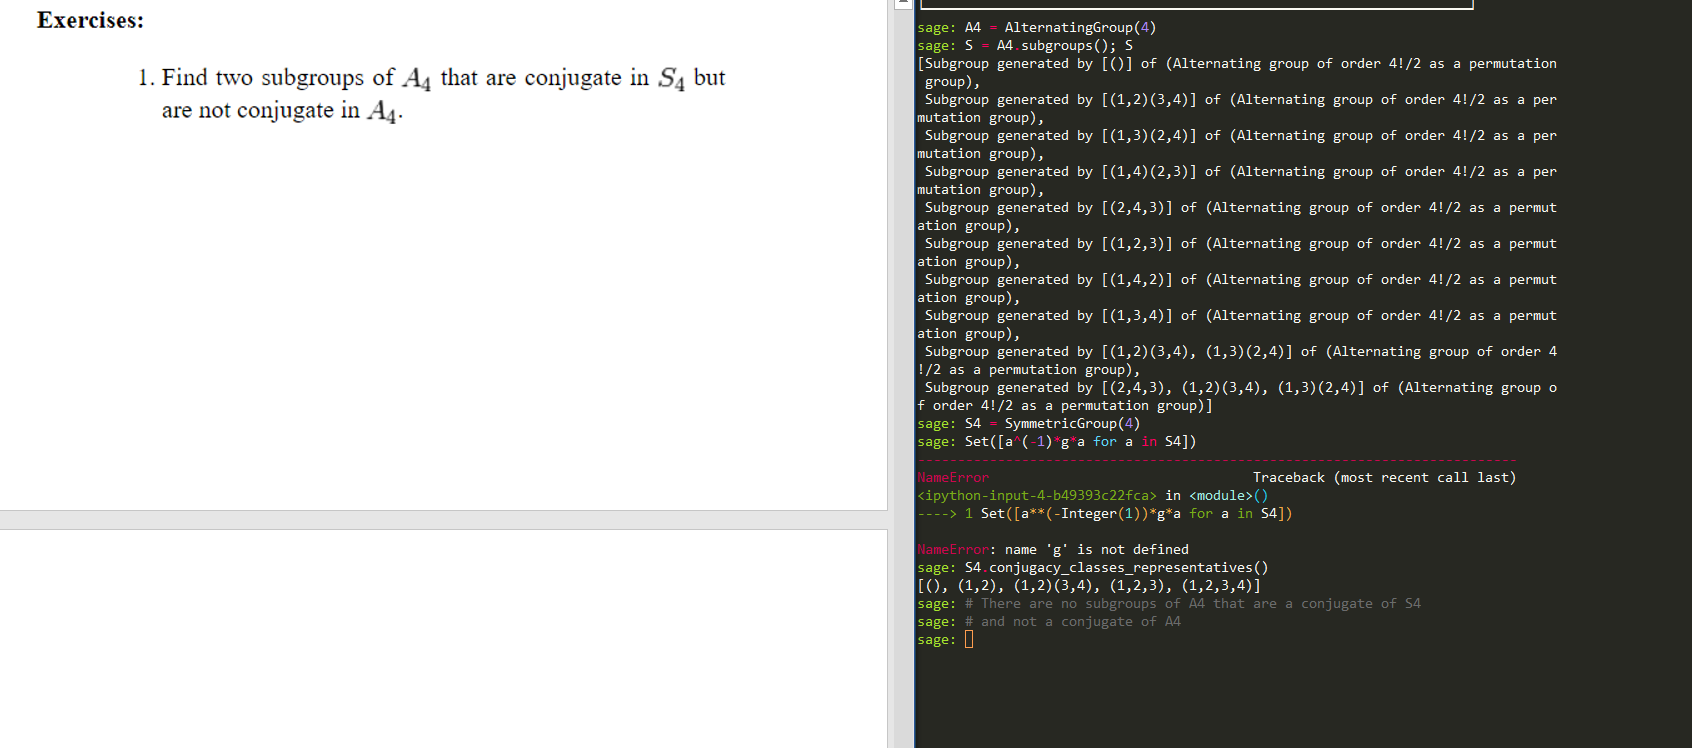 Exercises:
1. Find two subgroups of A4 that are conjugate in S4 but
are not conjugate in A4.
sage: A4 = AlternatingGroup(4)
sage: S = A4.subgroups(); S
[Subgroup generated by [()] of (Alternating group of order 4!/2 as a permutation
group),
Subgroup generated by [(1,2)(3,4)] of (Alternating group of order 4!/2 as a per
mutation group),
Subgroup generated by [(1,3)(2,4)] of (Alternating group of order 4!/2 as a per
mutation group),
Subgroup generated by [(1,4)(2,3)] of (Alternating group of order 4!/2 as a per
mutation group),
Subgroup generated by [(2,4,3)] of (Alternating group of order 4!/2 as a permut
ation group),
Subgroup generated by [(1,2,3)] of (Alternating group of order 4!/2 as a permut
ation group),
Subgroup generated by [(1,4,2)] of (Alternating group of order 4!/2 as a permut
ation group),
Subgroup generated by [(1,3,4)] of (Alternating group of order 4!/2 as a permut
ation group),
Subgroup generated by [(1,2)(3,4), (1,3)(2,4)] of (Alternating group of order 4
!/2 as a permutation group),
Subgroup generated by [(2,4,3), (1,2)(3,4), (1,3)(2,4)] of (Alternating group o
f order 4!/2 as a permutation group)]
sage: S4 = SymmetricGroup(4)
sage: Set([a^(-1)*g*a for a in S4])
---------------------------------------------------------------------------
NameError Traceback (most recent call last)
<ipython-input-4-b49393c22fca> in <module>()
----> 1 Set([a**(-Integer(1))*g*a for a in S4])
NameError: name 'g' is not defined
sage: S4.conjugacy_classes_representatives()
[(), (1,2), (1,2)(3,4), (1,2,3), (1,2,3,4)]
sage: # There are no subgroups of A4 that are a conjugate of S4
sage: # and not a conjugate of A4
sage: